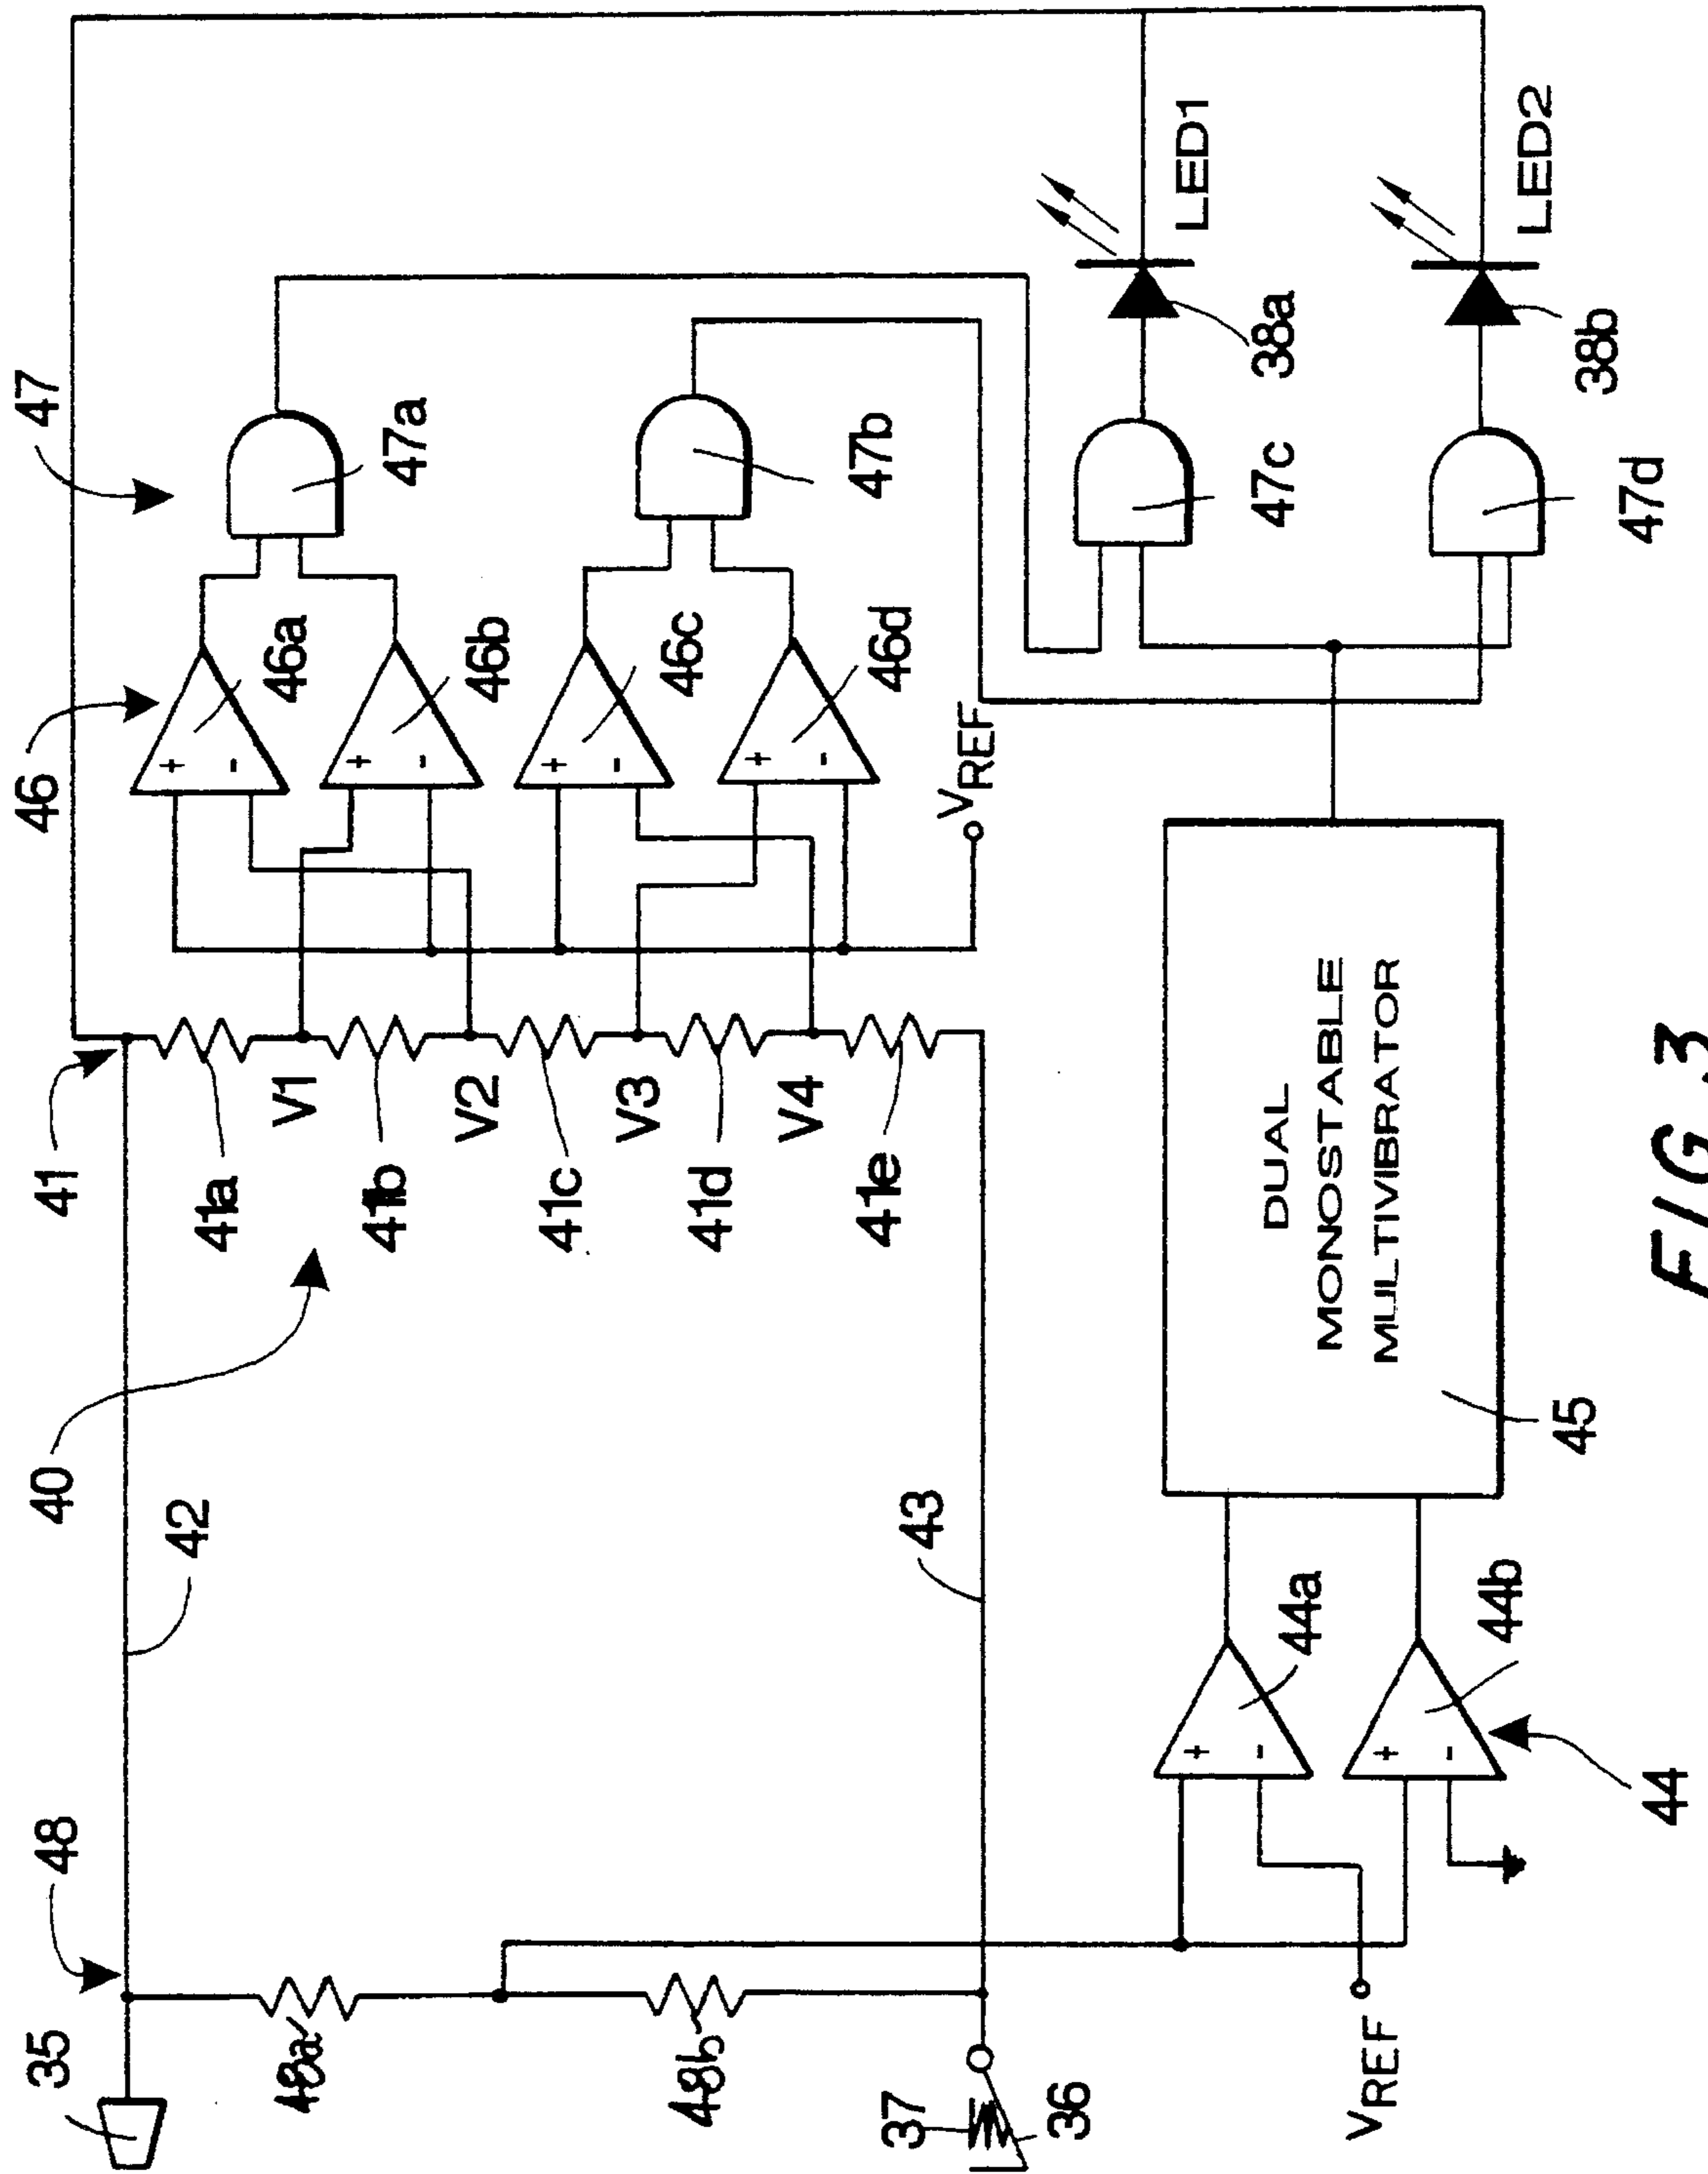 35
48
42
40
41
46
47
48a
48b
37
36
43
41a
V1
41b
V2
41c
V3
41d
V4
41e
+
-
46a
+
-
46b
+
-
46c
+
-
46d
VREF
47a
47b
VREF
+
-
44a
+
-
44b
44
DUAL
MONOSTABLE
MULTIVIBRATOR
45
47c
47d
38a
38b
LED1
LED2
FIG.3